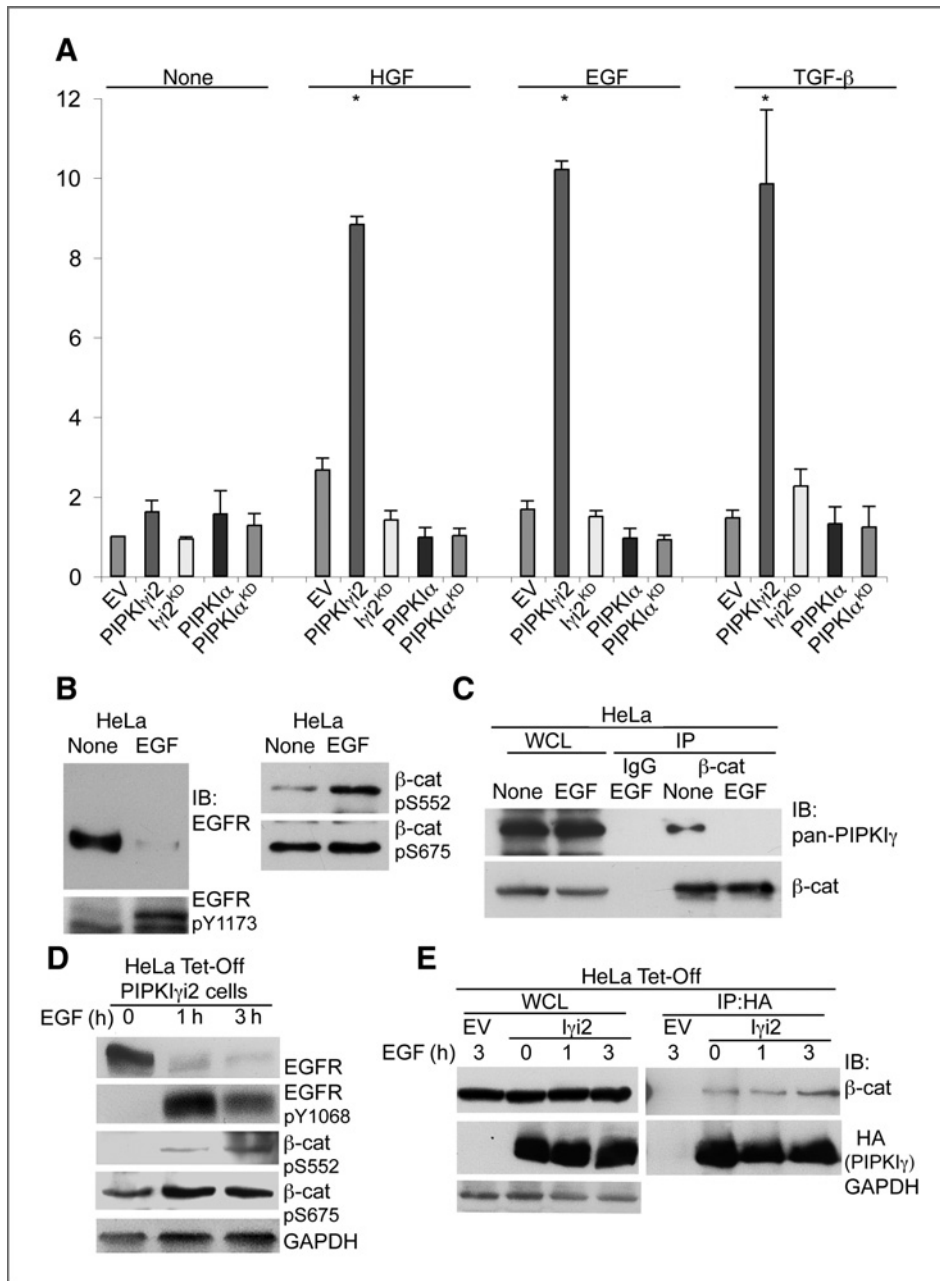 A
None HGF EGF TGF-β
* * *
12
10
8
6
4
2
0
EV PIPKIγi2 Iγi2KD PIPKIα PIPKIαKD EV PIPKIγi2 Iγi2KD PIPKIα PIPKIαKD EV PIPKIγi2 Iγi2KD PIPKIα PIPKIαKD EV PIPKIγi2 Iγi2KD PIPKIα PIPKIαKD
B
HeLa
None EGF
IB:
EGFR
EGFR
pY1173
HeLa
None EGF
β-cat
pS552
β-cat
pS675
C
HeLa
WCL IP
IgG β-cat
None EGF EGF None EGF
IB:
pan-PIPKIγ
β-cat
D
HeLa Tet-Off
PIPKIγi2 cells
EGF (h) 0 1 h 3 h
EGFR
EGFR
pY1068
β-cat
pS552
β-cat
pS675
GAPDH
E
HeLa Tet-Off
WCL IP:HA
EV Iγi2 EV Iγi2
EGF (h) 3 0 1 3 3 0 1 3
IB:
β-cat
HA
(PIPKIγ)
GAPDH